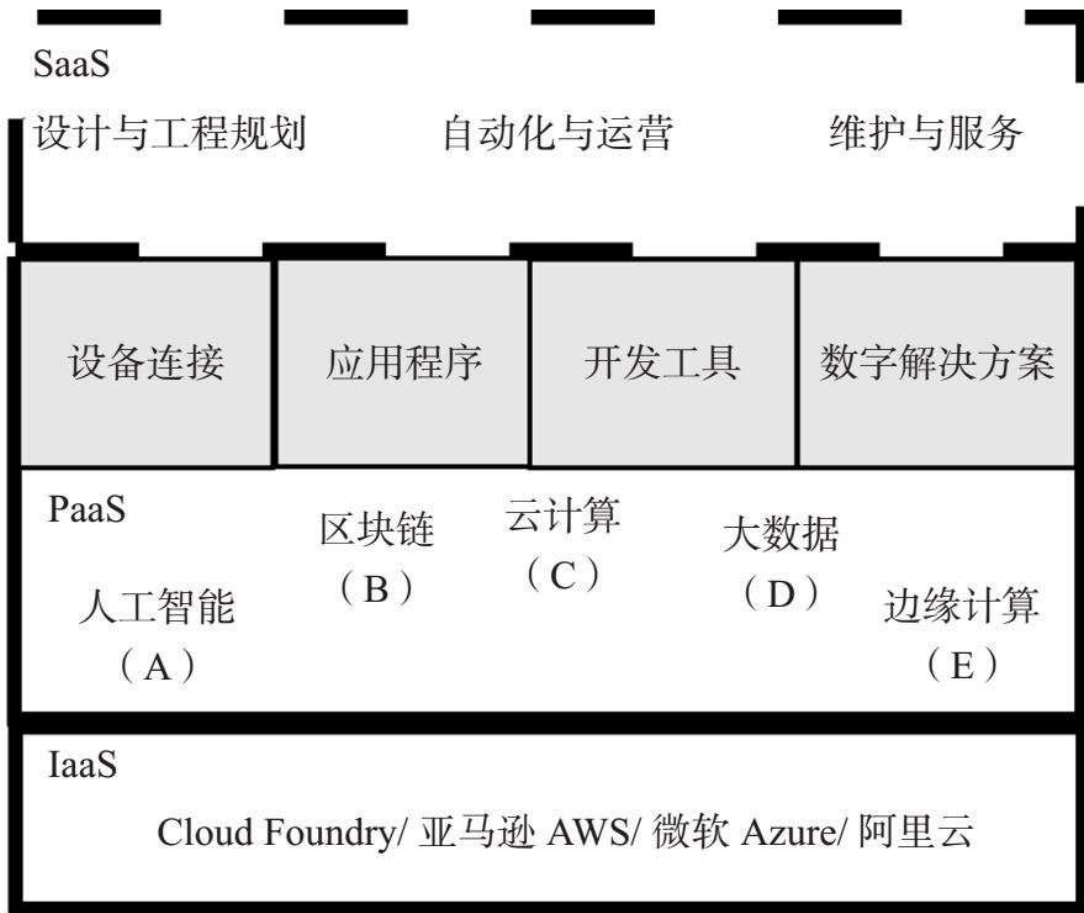 SaaS
设计与工程规划 自动化与运营 维护与服务
设备连接 应用程序 开发工具 数字解决方案
PaaS
区块链 云计算 大数据
（B） （C） （D）
人工智能 边缘计算
（A） （E）
IaaS
Cloud Foundry/ 亚马逊 AWS/ 微软 Azure/ 阿里云